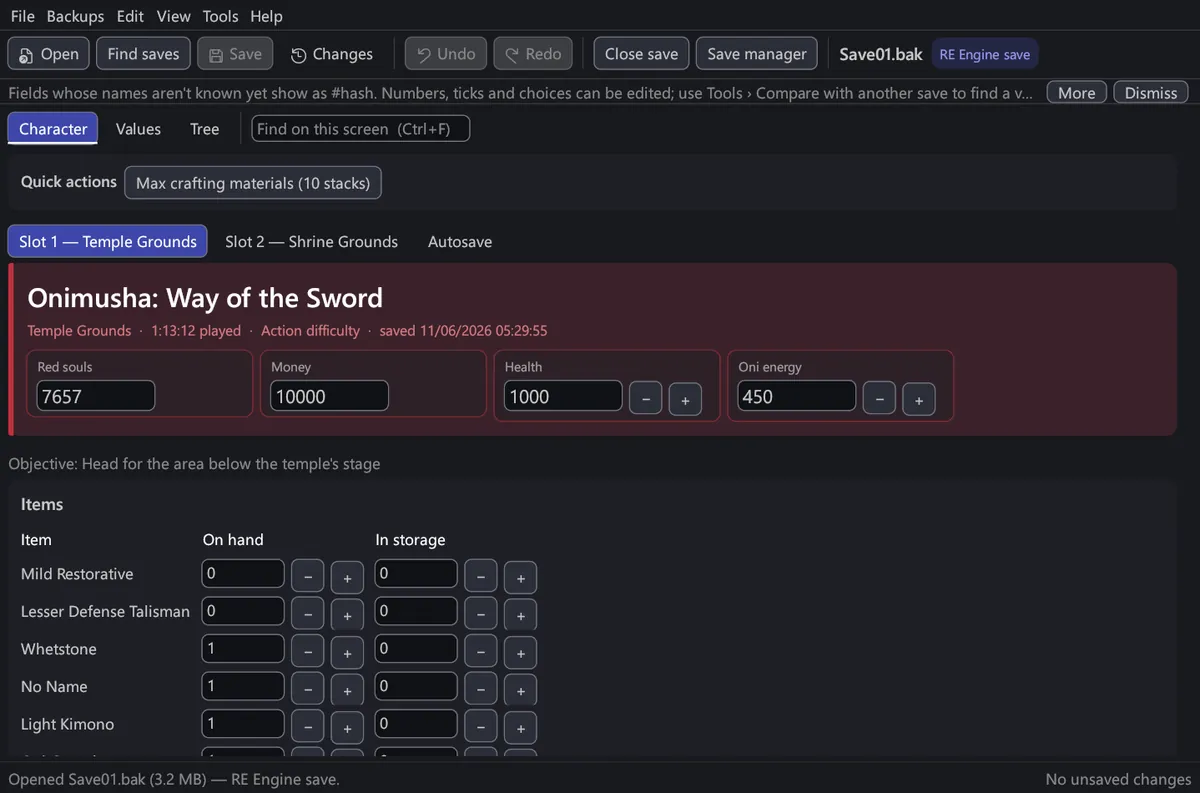 File Backups Edit View Tools Help
Open Find saves Save Changes Undo Redo Close save Save manager Save01.bak RE Engine save
Fields whose names aren't known yet show as #hash. Numbers, ticks and choices can be edited; use Tools › Compare with another save to find a v... More Dismiss
Character Values Tree Find on this screen (Ctrl+F)
Quick actions Max crafting materials (10 stacks)
Slot 1 — Temple Grounds Slot 2 — Shrine Grounds Autosave
Onimusha: Way of the Sword
Temple Grounds · 1:13:12 played · Action difficulty · saved 11/06/2026 05:29:55
Red souls Money Health Oni energy
7657 10000 1000 − + 450 − +
Objective: Head for the area below the temple's stage
Items
Item On hand In storage
Mild Restorative 0 − + 0 − +
Lesser Defense Talisman 0 − + 0 − +
Whetstone 1 − + 0 − +
No Name 1 − + 0 − +
Light Kimono 1 − + 0 − +
Opened Save01.bak (3.2 MB) — RE Engine save. No unsaved changes